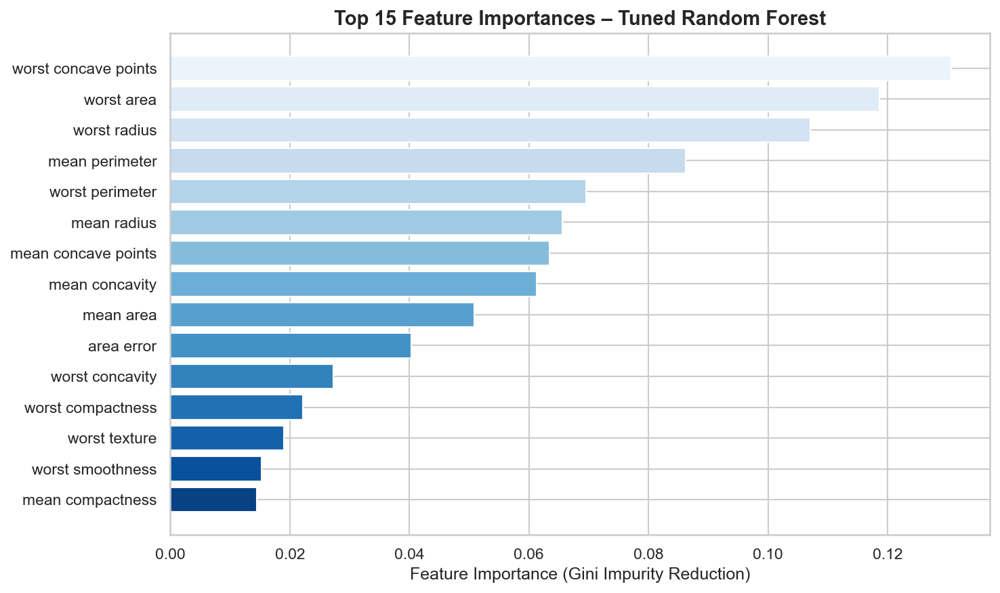 Top 15 Feature Importances – Tuned Random Forest
worst concave points
worst area
worst radius
mean perimeter
worst perimeter
mean radius
mean concave points
mean concavity
mean area
area error
worst concavity
worst compactness
worst texture
worst smoothness
mean compactness
0.00 0.02 0.04 0.06 0.08 0.10 0.12
Feature Importance (Gini Impurity Reduction)